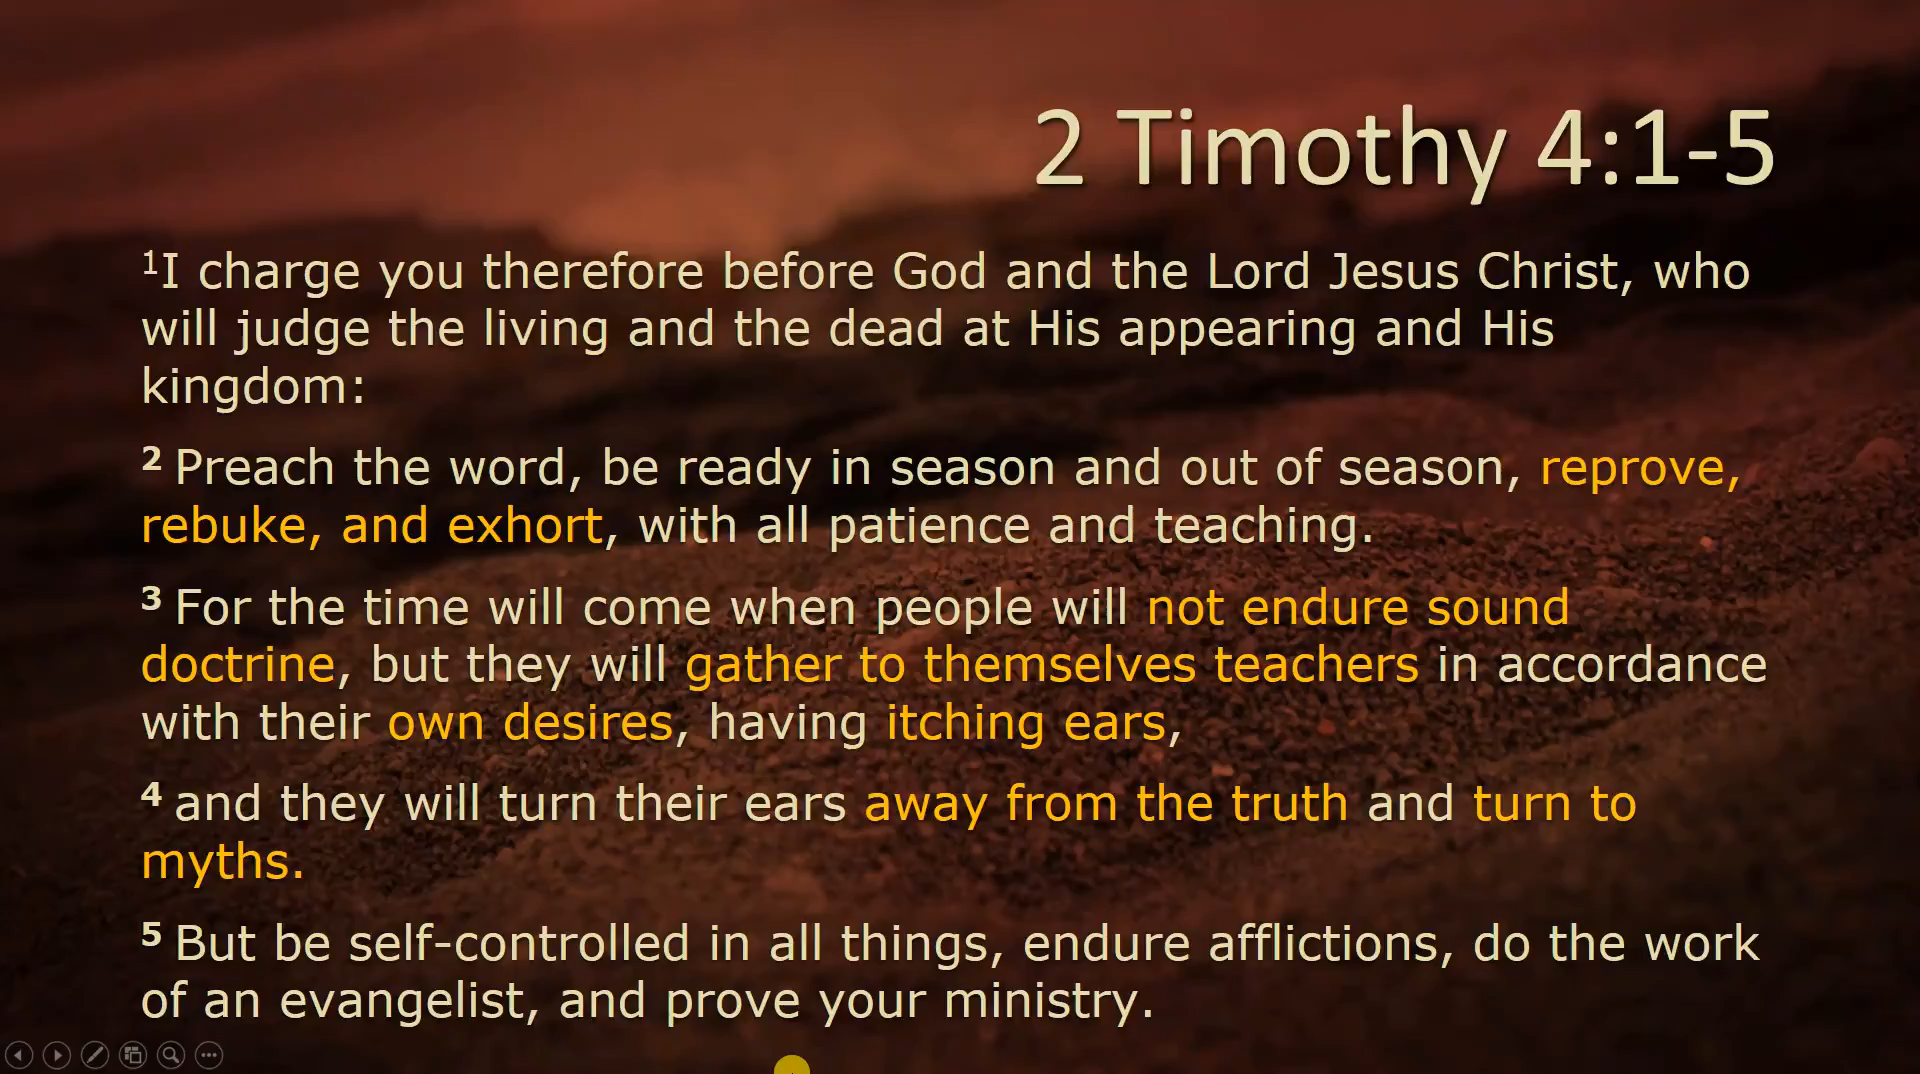 2 Timothy 4:1-5
1I charge you therefore before God and the Lord Jesus Christ, who
will judge the living and the dead at His appearing and His
kingdom:
2 Preach the word, be ready in season and out of season, reprove,
rebuke, and exhort, with all patience and teaching.
3 For the time will come when people will not endure sound
doctrine, but they will gather to themselves teachers in accordance
with their own desires, having itching ears,
4 and they will turn their ears away from the truth and turn to
myths.
5 But be self-controlled in all things, endure afflictions, do the work
of an evangelist, and prove your ministry.